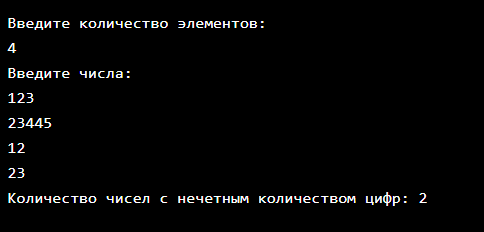 Введите количество элементов:
4
Введите числа:
123
23445
12
23
Количество чисел с нечетным количеством цифр: 2